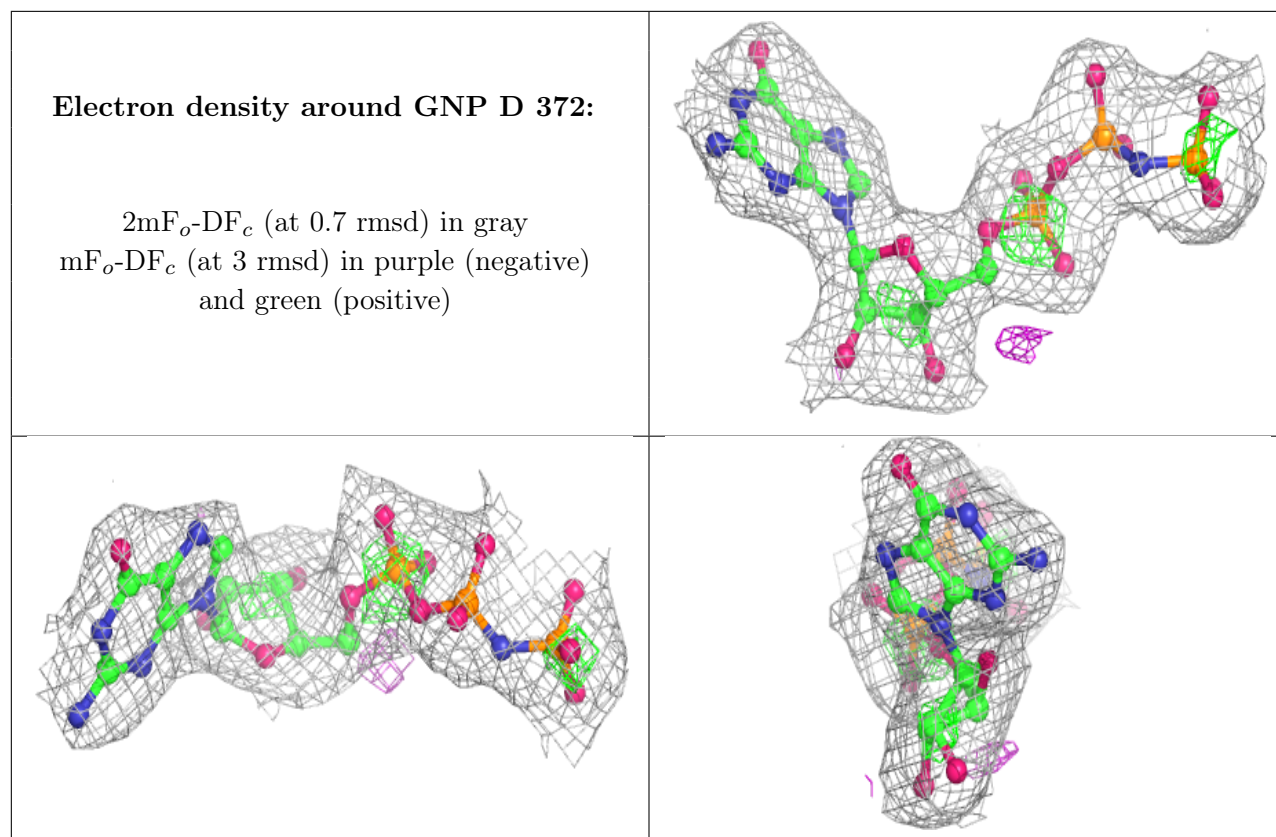 Electron density around GNP D 372:
2mFₒ-DF𝒸 (at 0.7 rmsd) in gray
mFₒ-DF𝒸 (at 3 rmsd) in purple (negative)
and green (positive)